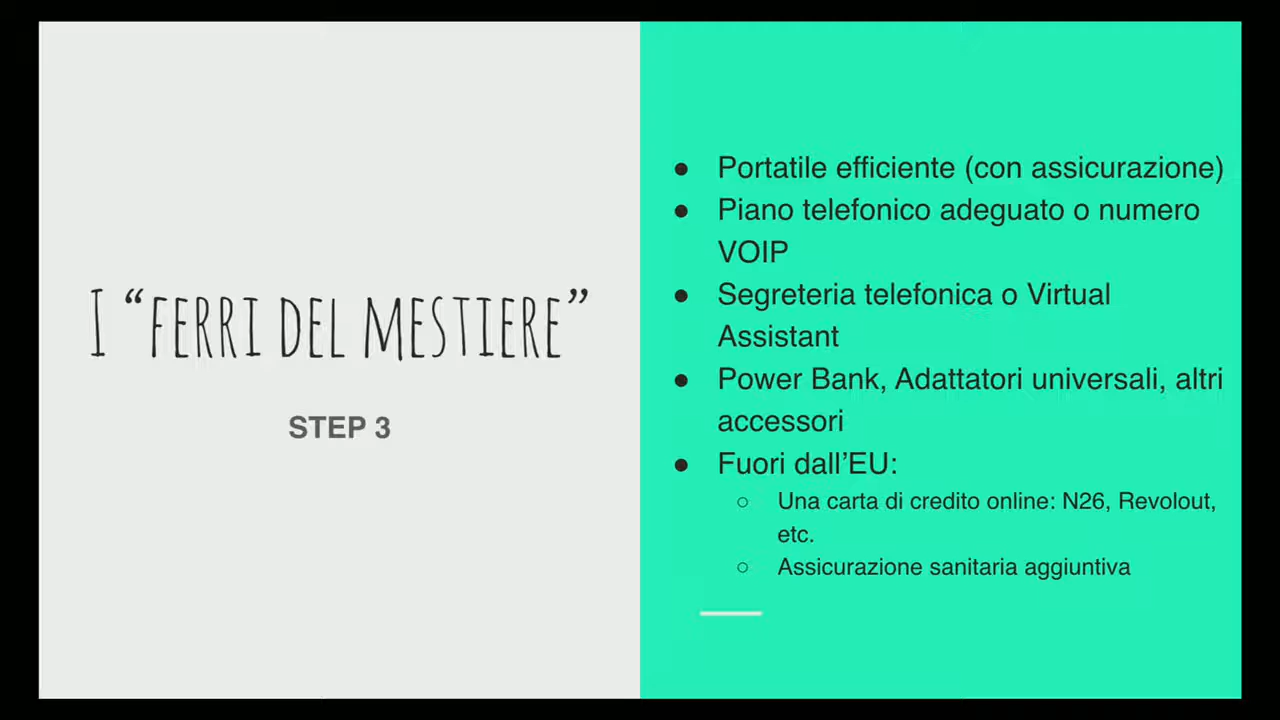 I “FERRI DEL MESTIERE”
STEP 3
● Portatile efficiente (con assicurazione)
● Piano telefonico adeguato o numero
VOIP
● Segreteria telefonica o Virtual
Assistant
● Power Bank, Adattatori universali, altri
accessori
● Fuori dall’EU:
○ Una carta di credito online: N26, Revolout,
etc.
○ Assicurazione sanitaria aggiuntiva